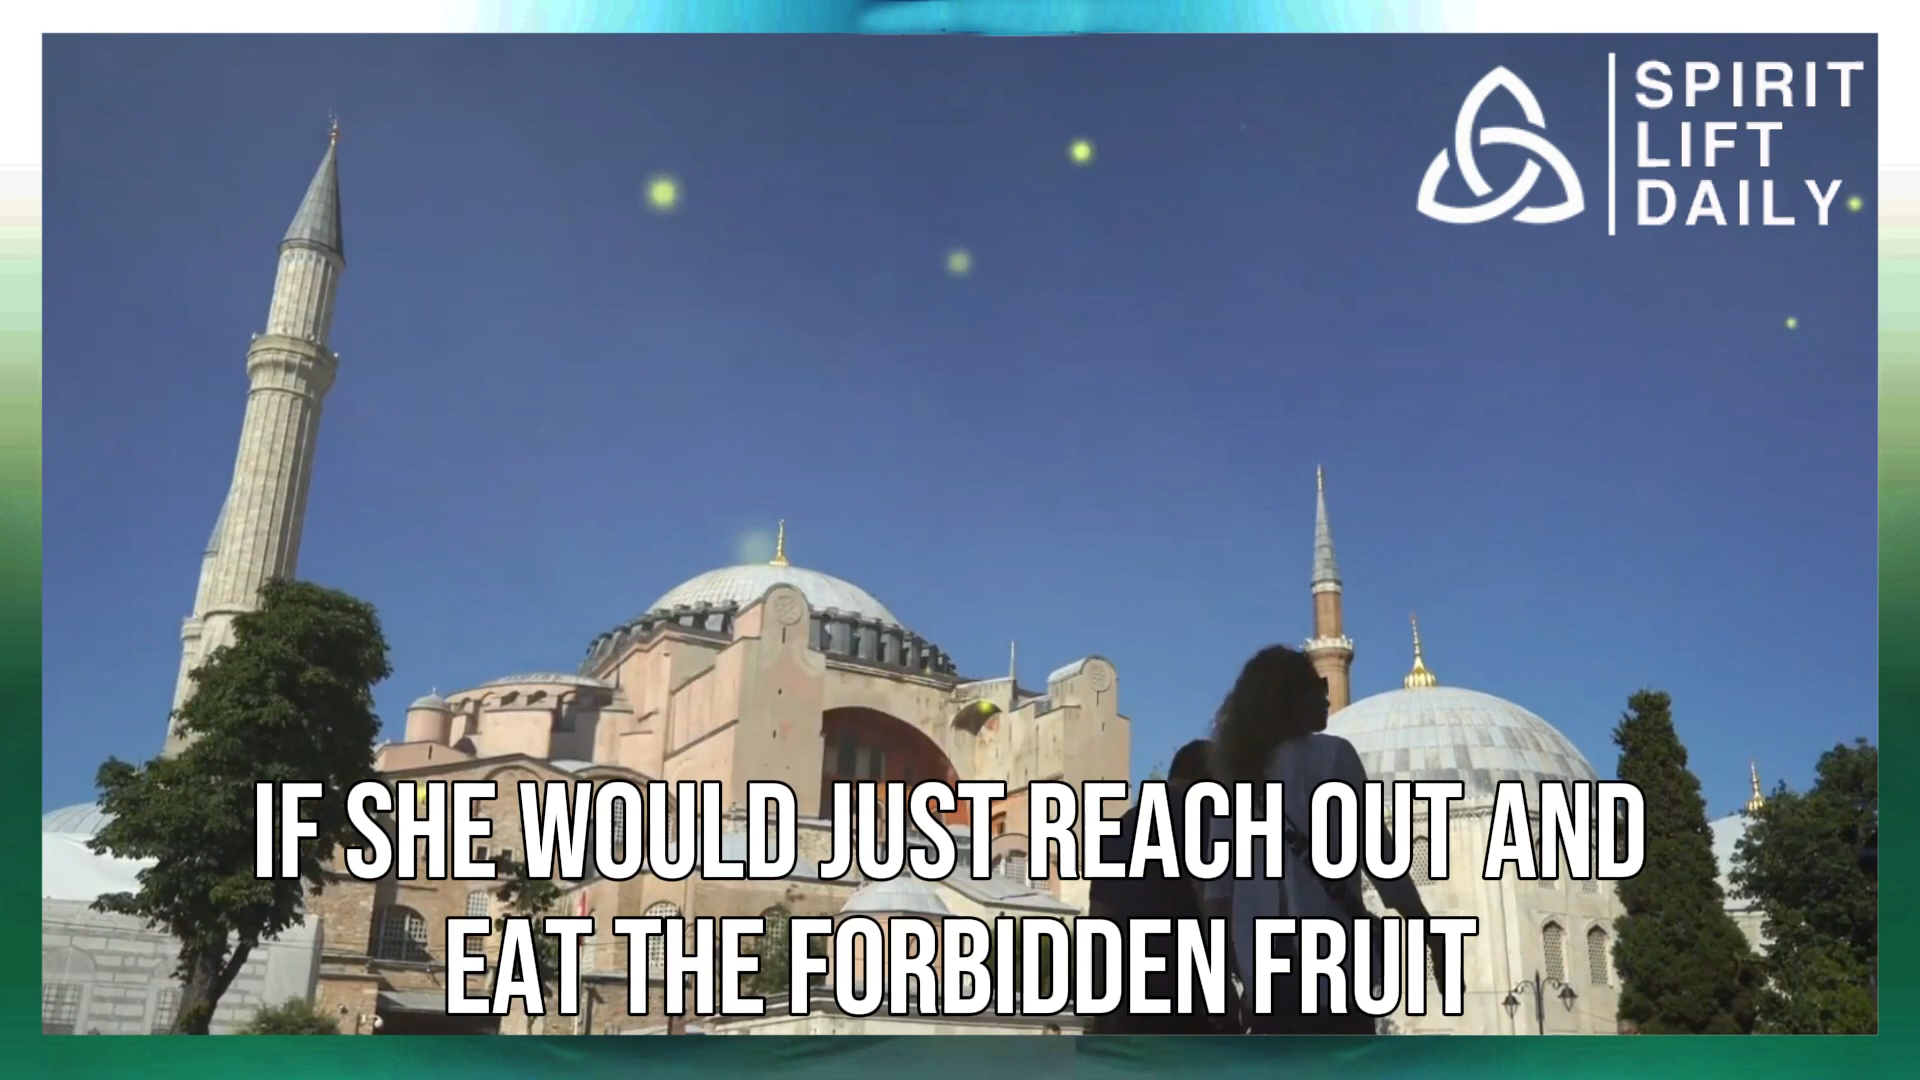 SPIRIT
LIFT
DAILY
IF SHE WOULD JUST REACH OUT AND
EAT THE FORBIDDEN FRUIT